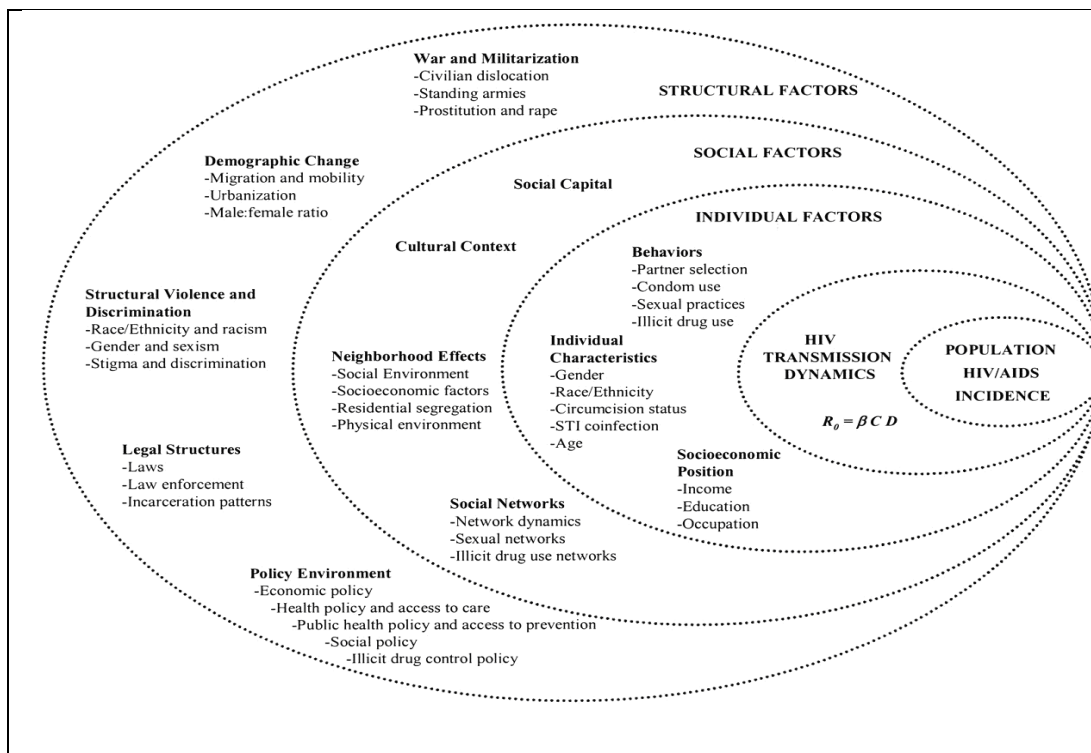 War and Militarization
-Civilian dislocation
-Standing armies
-Prostitution and rape
STRUCTURAL FACTORS
SOCIAL FACTORS
INDIVIDUAL FACTORS
Demographic Change
-Migration and mobility
-Urbanization
-Male:female ratio
Social Capital
Cultural Context
Structural Violence and
Discrimination
-Race/Ethnicity and racism
-Gender and sexism
-Stigma and discrimination
Neighborhood Effects
-Social Environment
-Socioeconomic factors
-Residential segregation
-Physical environment
Behaviors
-Partner selection
-Condom use
-Sexual practices
-Illicit drug use
Individual
Characteristics
-Gender
-Race/Ethnicity
-Circumcision status
-STI coinfection
-Age
HIV
TRANSMISSION
DYNAMICS
R₀ = β C D
POPULATION
HIV/AIDS
INCIDENCE
Legal Structures
-Laws
-Law enforcement
-Incarceration patterns
Socioeconomic
Position
-Income
-Education
-Occupation
Social Networks
-Network dynamics
-Sexual networks
-Illicit drug use networks
Policy Environment
-Economic policy
-Health policy and access to care
-Public health policy and access to prevention
-Social policy
-Illicit drug control policy